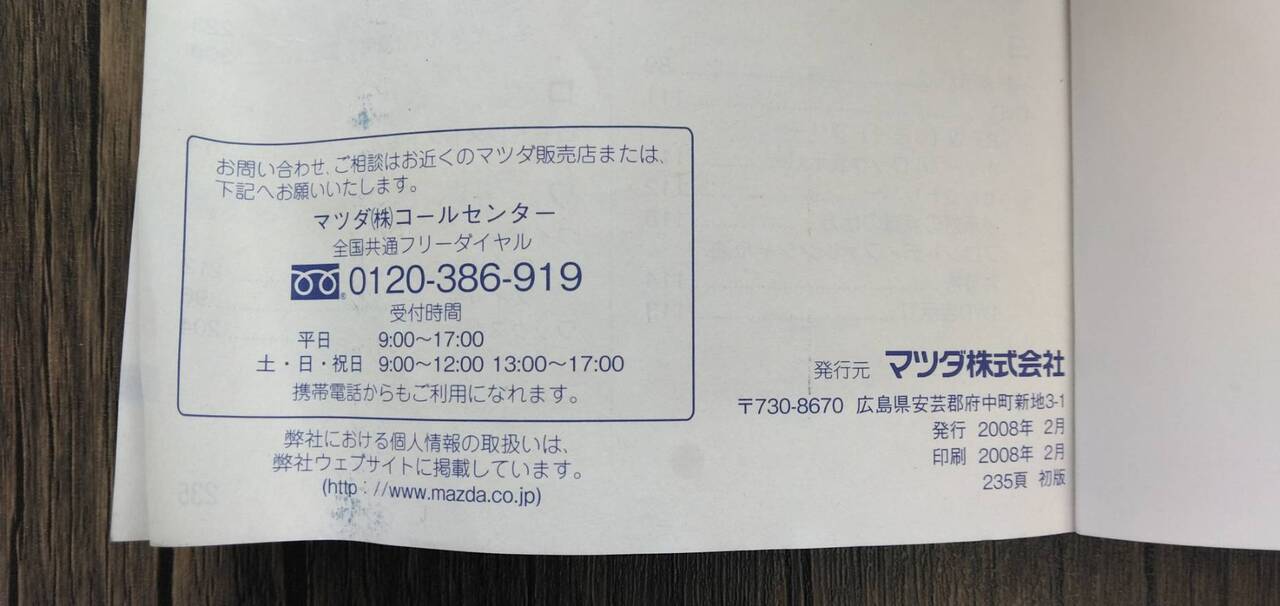 お問い合わせ、ご相談はお近くのマツダ販売店または、
下記へお願いいたします。
マツダ㈱コールセンター
全国共通フリーダイヤル
0120-386-919
受付時間
平日 9:00～17:00
土・日・祝日 9:00～12:00 13:00～17:00
携帯電話からもご利用になれます。
弊社における個人情報の取扱いは、
弊社ウェブサイトに掲載しています。
(http://www.mazda.co.jp)
発行元 マツダ株式会社
〒730-8670 広島県安芸郡府中町新地3-1
発行 2008年 2月
印刷 2008年 2月
235頁 初版